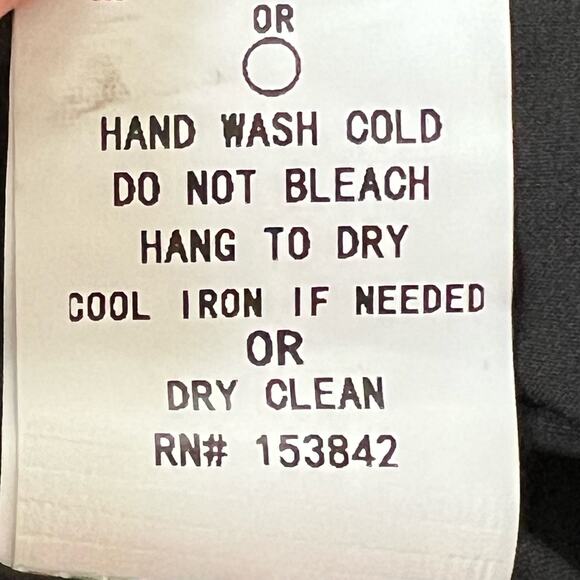 OR
HAND WASH COLD
DO NOT BLEACH
HANG TO DRY
COOL IRON IF NEEDED
OR
DRY CLEAN
RN# 153842